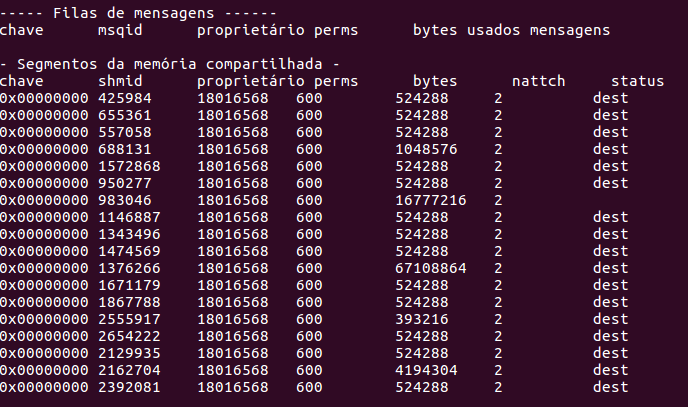 ----- Filas de mensagens ------
chave msqid proprietário perms bytes usados mensagens
- Segmentos da memória compartilhada -
chave shmid proprietário perms bytes nattch status
0x00000000 425984 18016568 600 524288 2 dest
0x00000000 655361 18016568 600 524288 2 dest
0x00000000 557058 18016568 600 524288 2 dest
0x00000000 688131 18016568 600 1048576 2 dest
0x00000000 1572868 18016568 600 524288 2 dest
0x00000000 950277 18016568 600 524288 2 dest
0x00000000 983046 18016568 600 16777216 2
0x00000000 1146887 18016568 600 524288 2 dest
0x00000000 1343496 18016568 600 524288 2 dest
0x00000000 1474569 18016568 600 524288 2 dest
0x00000000 1376266 18016568 600 67108864 2 dest
0x00000000 1671179 18016568 600 524288 2 dest
0x00000000 1867788 18016568 600 524288 2 dest
0x00000000 2555917 18016568 600 393216 2 dest
0x00000000 2654222 18016568 600 524288 2 dest
0x00000000 2129935 18016568 600 524288 2 dest
0x00000000 2162704 18016568 600 4194304 2 dest
0x00000000 2392081 18016568 600 524288 2 dest